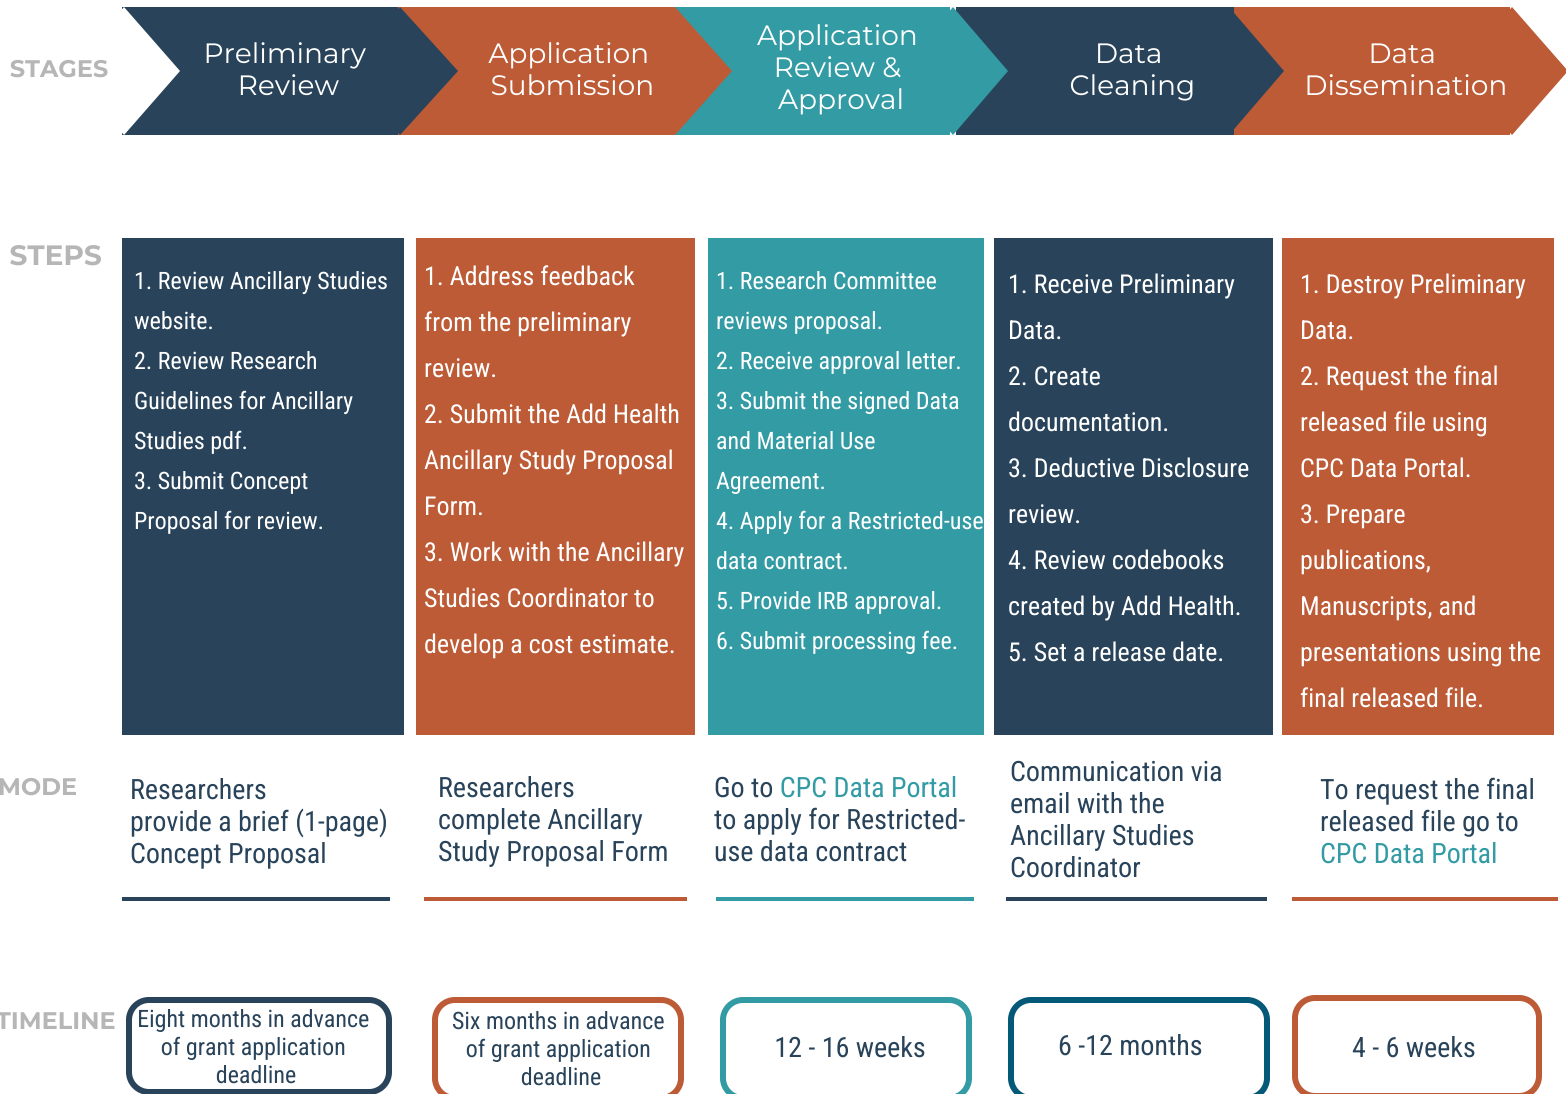 STAGES
Preliminary
Review
Application
Submission
Application
Review &
Approval
Data
Cleaning
Data
Dissemination
STEPS
1. Review Ancillary Studies
website.
2. Review Research
Guidelines for Ancillary
Studies pdf.
3. Submit Concept
Proposal for review.
1. Address feedback
from the preliminary
review.
2. Submit the Add Health
Ancillary Study Proposal
Form.
3. Work with the Ancillary
Studies Coordinator to
develop a cost estimate.
1. Research Committee
reviews proposal.
2. Receive approval letter.
3. Submit the signed Data
and Material Use
Agreement.
4. Apply for a Restricted-use
data contract.
5. Provide IRB approval.
6. Submit processing fee.
1. Receive Preliminary
Data.
2. Create
documentation.
3. Deductive Disclosure
review.
4. Review codebooks
created by Add Health.
5. Set a release date.
1. Destroy Preliminary
Data.
2. Request the final
released file using
CPC Data Portal.
3. Prepare
publications,
Manuscripts, and
presentations using the
final released file.
MODE
Researchers
provide a brief (1-page)
Concept Proposal
Researchers
complete Ancillary
Study Proposal Form
Go to CPC Data Portal
to apply for Restricted-
use data contract
Communication via
email with the
Ancillary Studies
Coordinator
To request the final
released file go to
CPC Data Portal
TIMELINE
Eight months in advance
of grant application
deadline
Six months in advance
of grant application
deadline
12 - 16 weeks
6 -12 months
4 - 6 weeks